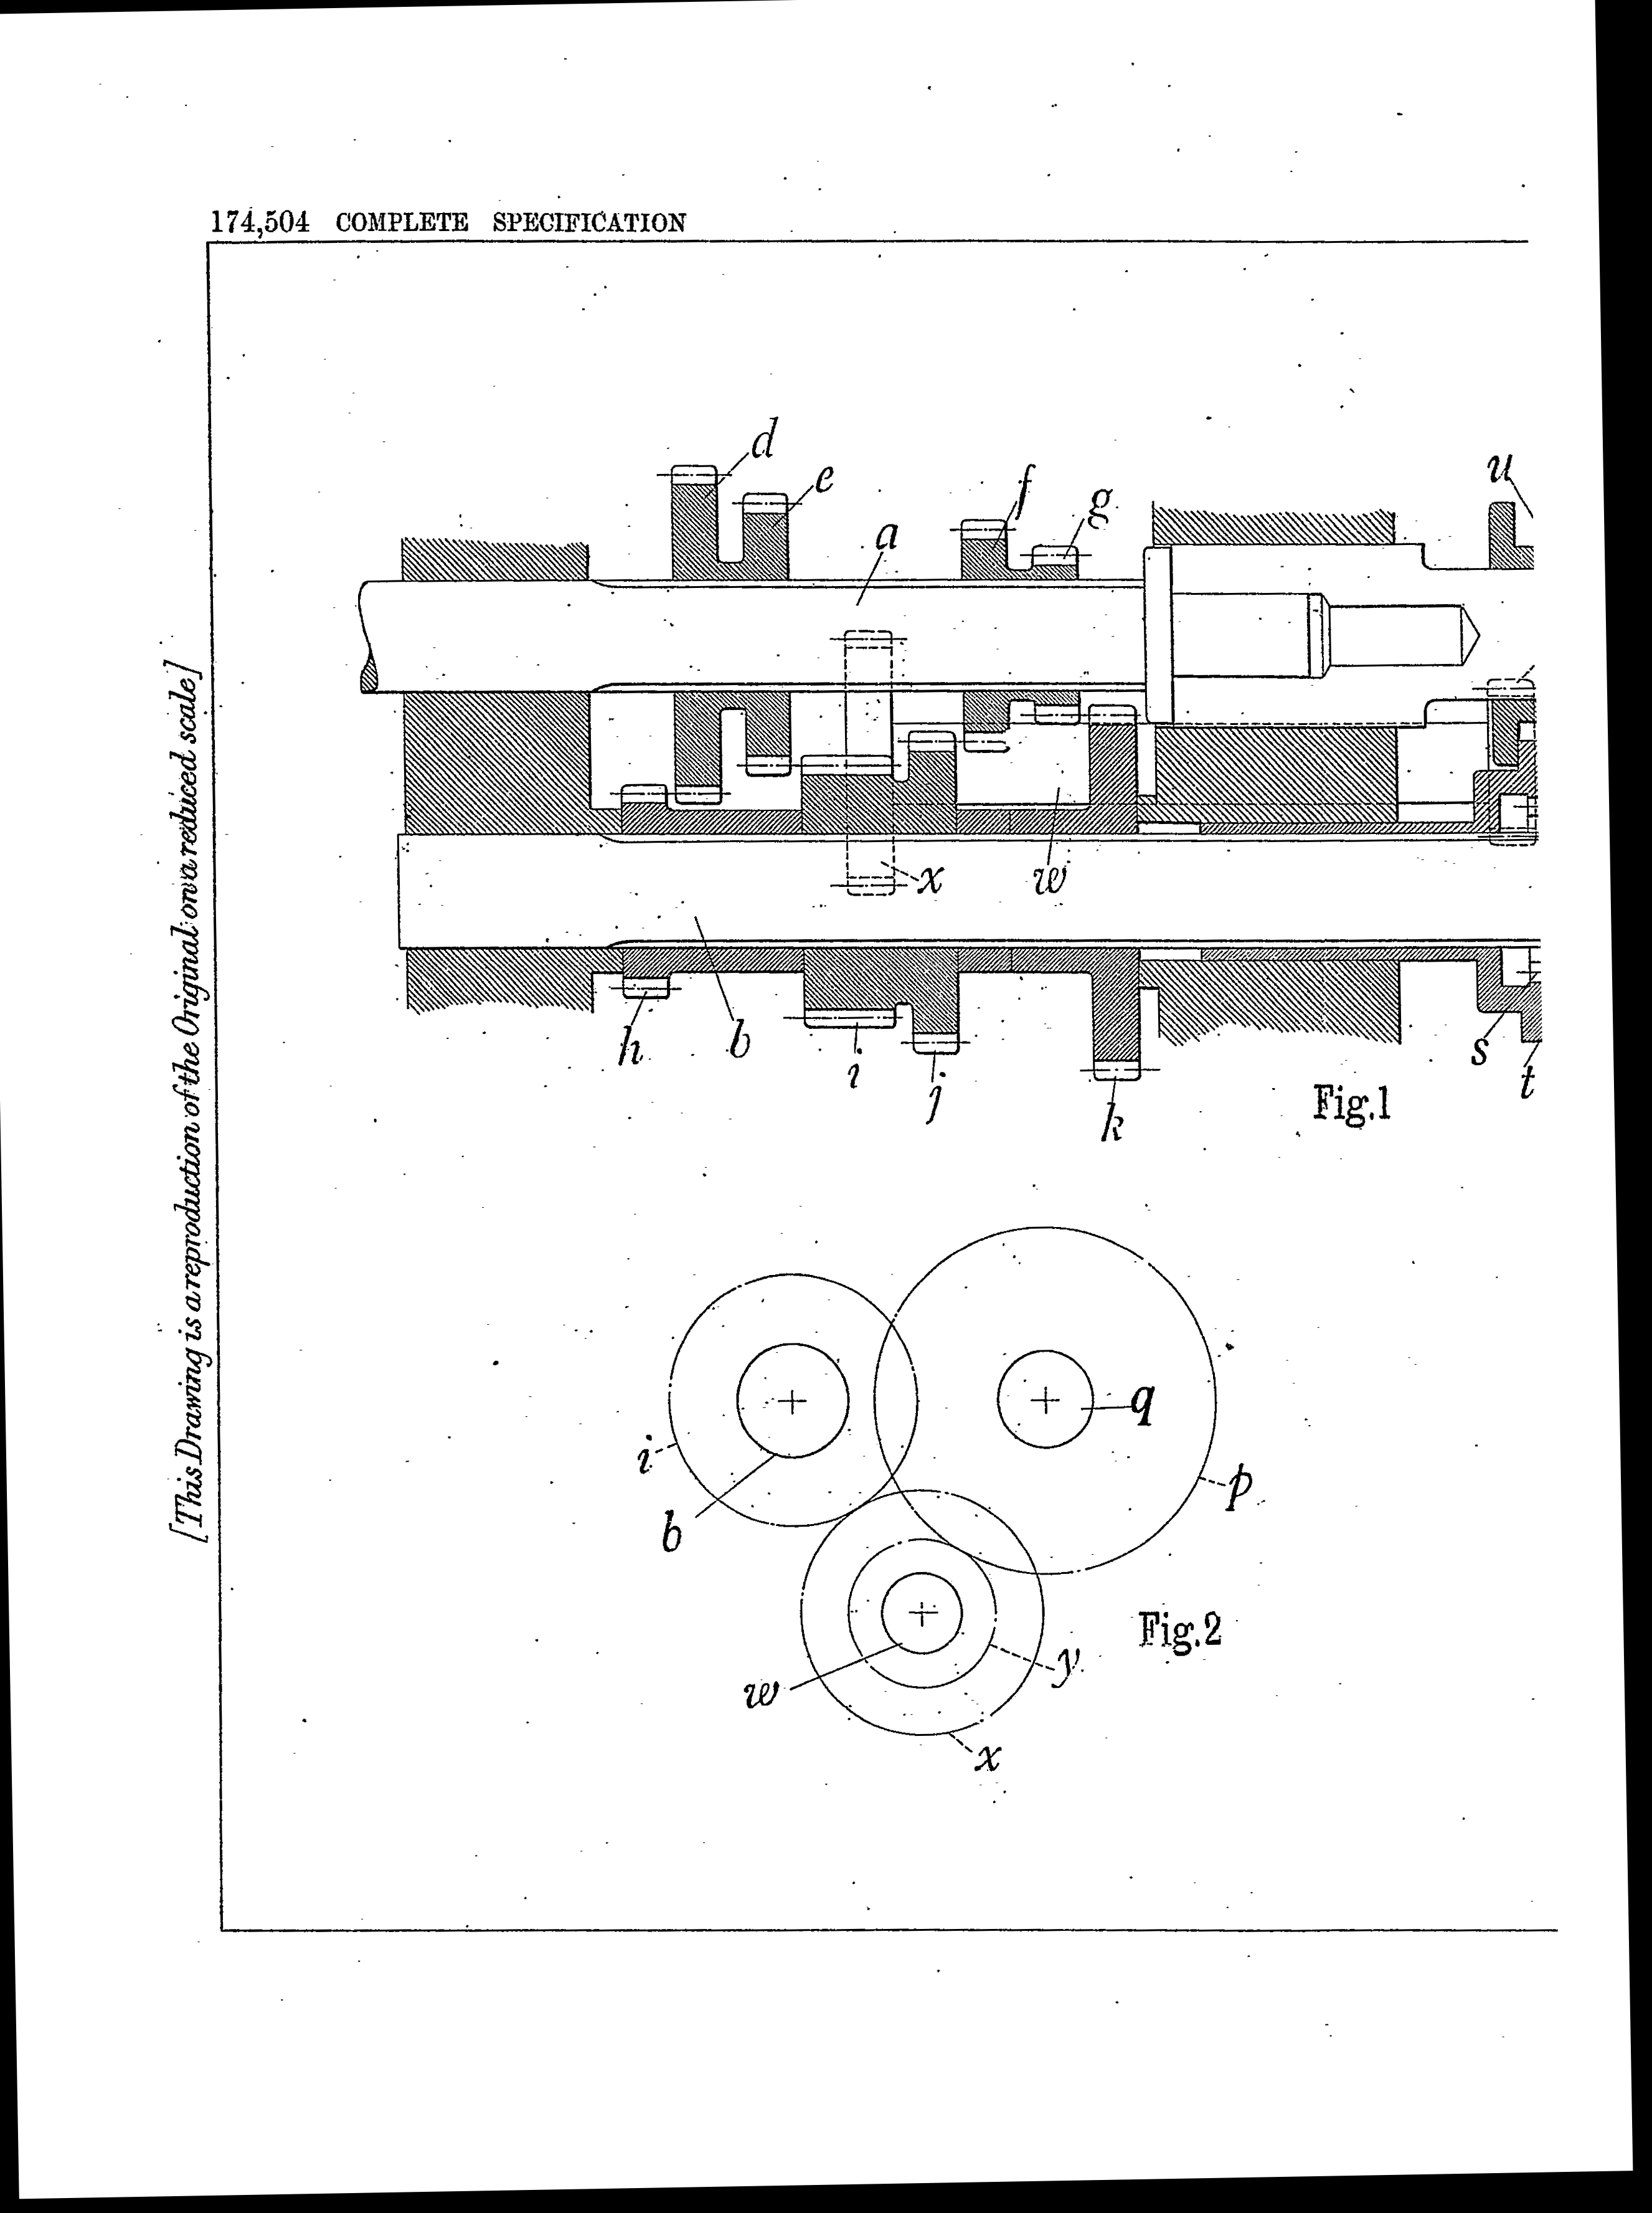 174,504 COMPLETE SPECIFICATION
[This Drawing is a reproduction of the Original on a reduced scale]
d
e
a
f
g
u
x
w
h
b
i
j
k
s
t
Fig.1
i
b
q
p
w
y
x
Fig.2